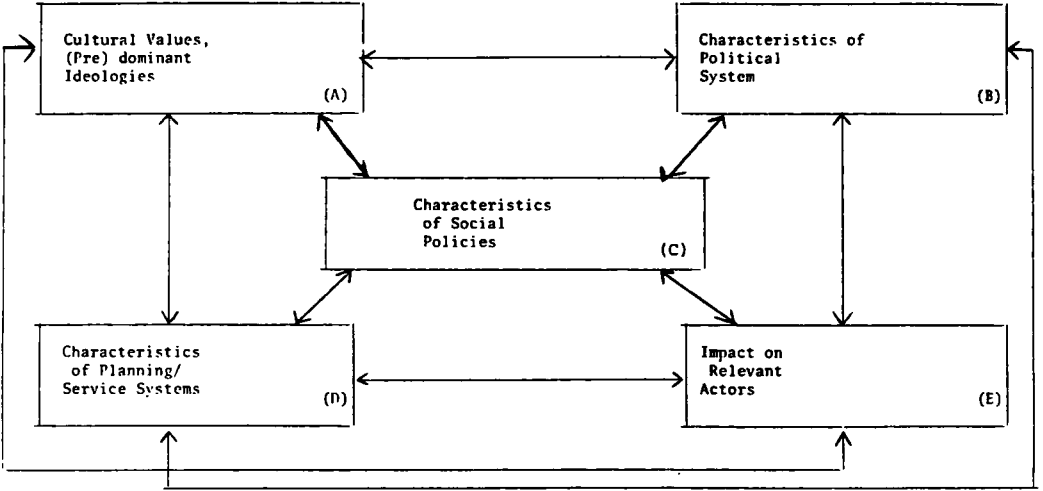 Cultural Values,
(Pre) dominant
Ideologies
(A)
Characteristics of
Political
System
(B)
Characteristics
of Social
Policies
(C)
Characteristics
of Planning/
Service Systems
(D)
Impact on
Relevant
Actors
(E)